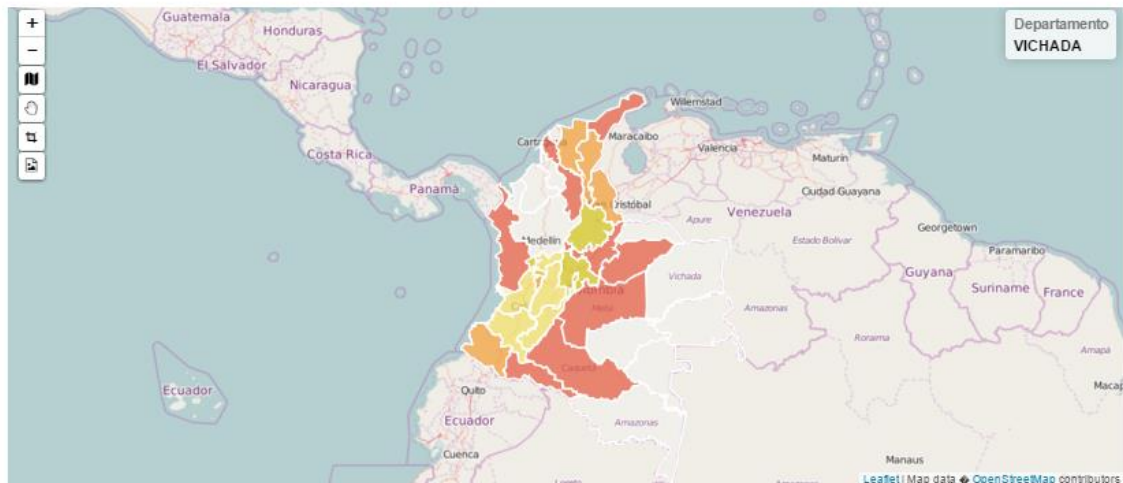 +
−
Departamento
VICHADA
Guatemala
Honduras
El Salvador
Nicaragua
Costa Rica
Panamá
Willemstad
Maracaibo
Valencia
Maturín
Ciudad Guayana
Cristóbal
Apure
Venezuela
Georgetown
Estado Bolívar
Paramaribo
Medellín
Vichada
Guyana
Suriname
France
Meta
Amazonas
Roraima
Amapá
Caquetá
Ecuador
Quito
Ecuador
Amazonas
Cuenca
Manaus
Leaflet | Map data � OpenStreetMap contributors